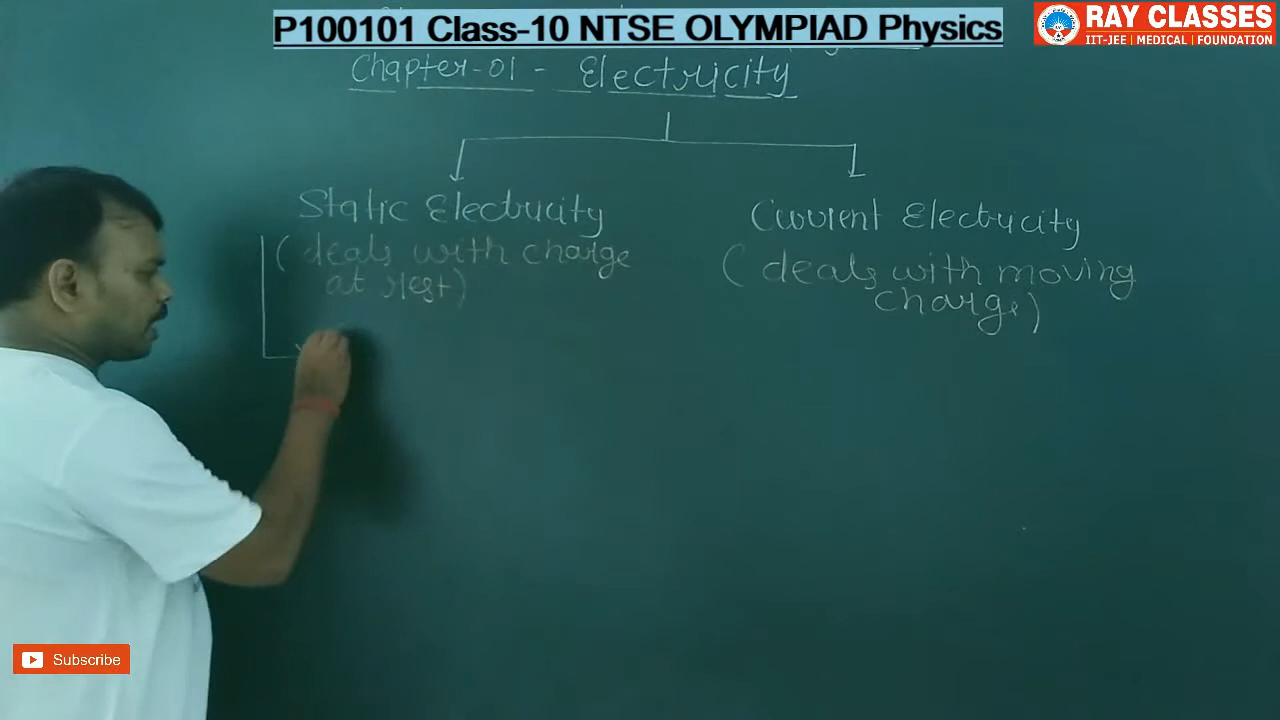 P100101 Class-10 NTSE OLYMPIAD Physics
RAY CLASSES
IIT-JEE | MEDICAL | FOUNDATION
Chapter-01 - Electricity
Static Electricity
(deals with charge
at rest)
Current Electricity
(deals with moving
charge)
Subscribe